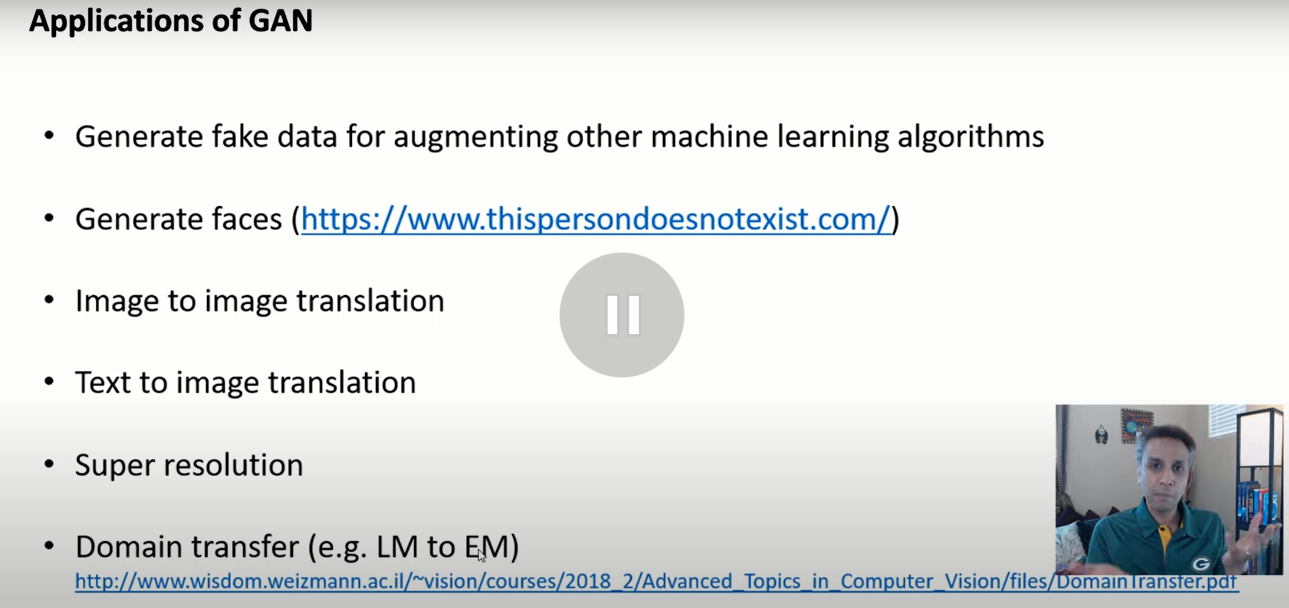 Applications of GAN
• Generate fake data for augmenting other machine learning algorithms
• Generate faces (https://www.thispersondoesnotexist.com/)
• Image to image translation
• Text to image translation
• Super resolution
• Domain transfer (e.g. LM to EM)
http://www.wisdom.weizmann.ac.il/~vision/courses/2018_2/Advanced_Topics_in_Computer_Vision/files/DomainTransfer.pdf
G